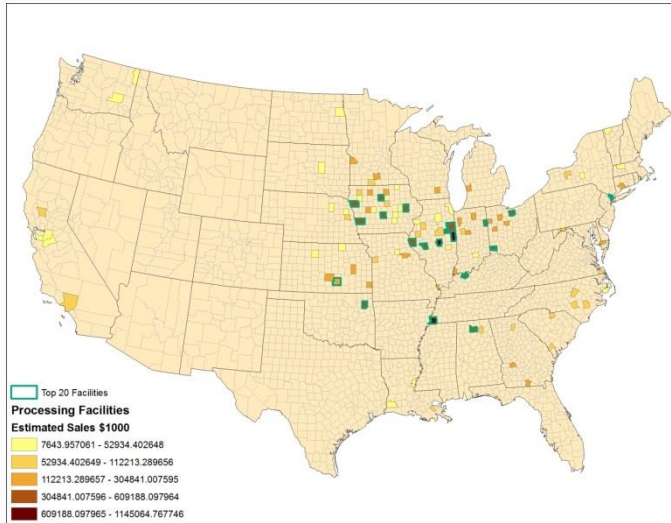 Top 20 Facilities
Processing Facilities
Estimated Sales $1000
7643.957061 - 52934.402648
52934.402649 - 112213.289656
112213.289657 - 304841.007595
304841.007596 - 609188.097964
609188.097965 - 1145064.767746